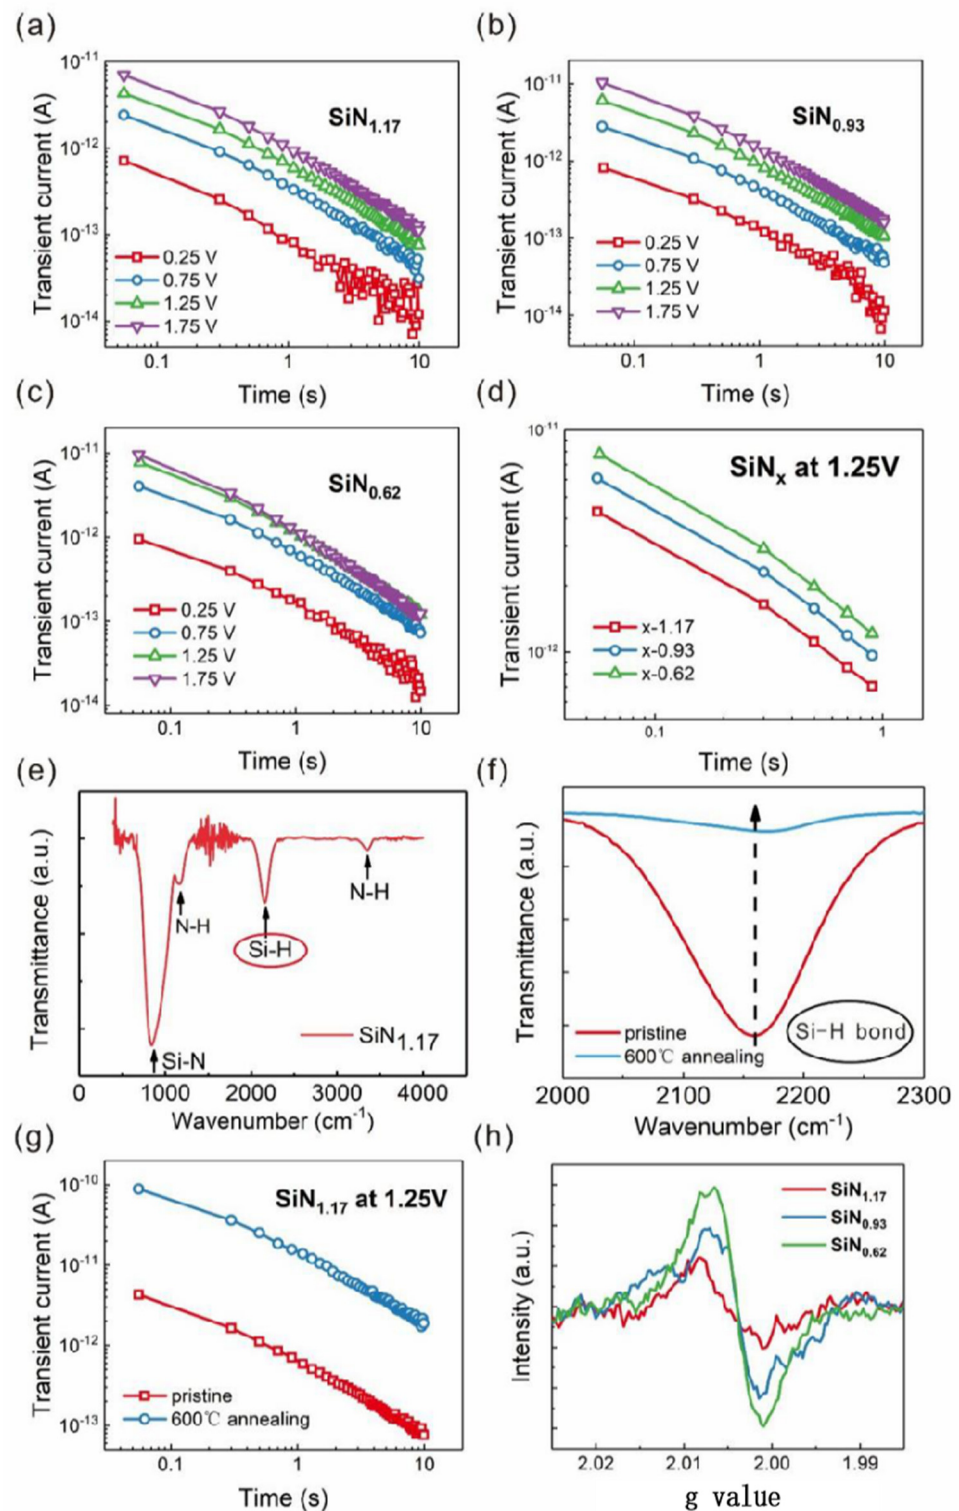 (a)
10-11
10-12
10-13
10-14
Transient current (A)
SiN1.17
0.25 V
0.75 V
1.25 V
1.75 V
0.1 1 10
Time (s)
(b)
10-11
10-12
10-13
10-14
Transient current (A)
SiN0.93
0.25 V
0.75 V
1.25 V
1.75 V
0.1 1 10
Time (s)
(c)
10-11
10-12
10-13
10-14
Transient current (A)
SiN0.62
0.25 V
0.75 V
1.25 V
1.75 V
0.1 1 10
Time (s)
(d)
10-11
10-12
Transient current (A)
SiNx at 1.25V
x-1.17
x-0.93
x-0.62
0.1 1
Time (s)
(e)
Transmittance (a.u.)
N-H
Si-H
N-H
Si-N
SiN1.17
0 1000 2000 3000 4000
Wavenumber (cm-1)
(f)
Transmittance (a.u.)
pristine
600℃ annealing
Si-H bond
2000 2100 2200 2300
Wavenumber (cm-1)
(g)
10-10
10-11
10-12
10-13
Transient current (A)
SiN1.17 at 1.25V
pristine
600℃ annealing
0.1 1 10
Time (s)
(h)
Intensity (a.u.)
SiN1.17
SiN0.93
SiN0.62
2.02 2.01 2.00 1.99
g value